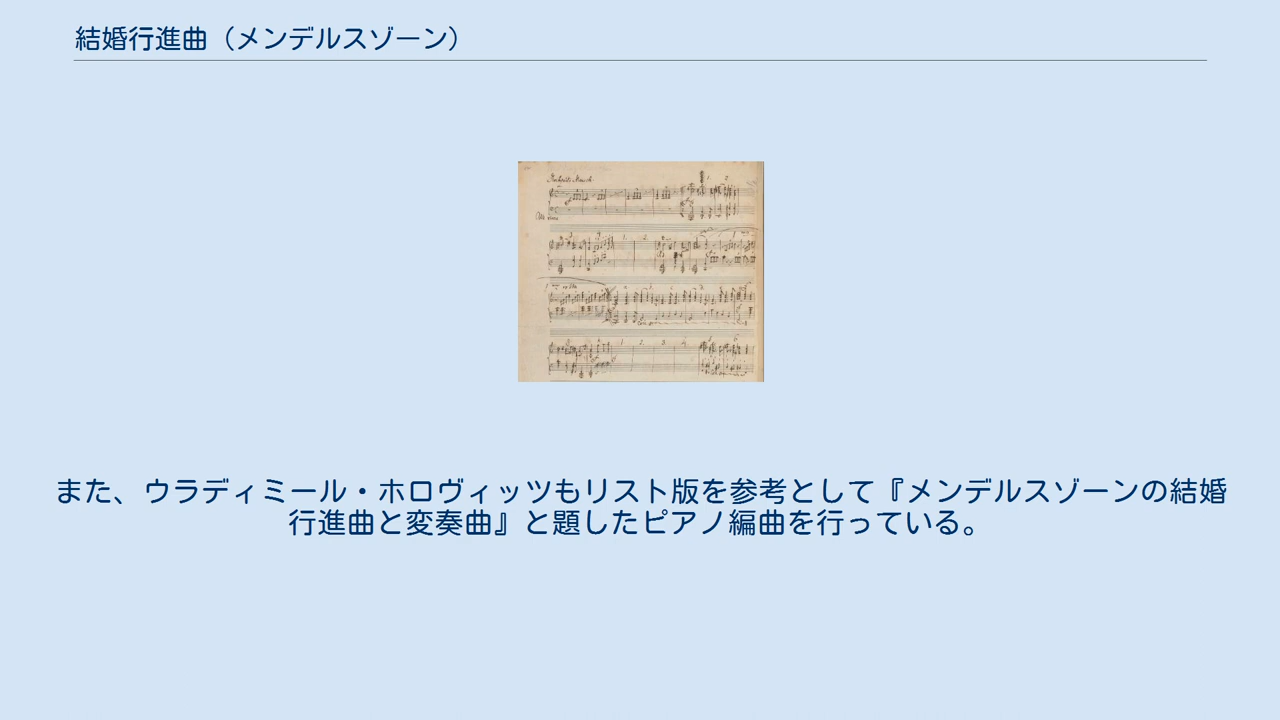 結婚行進曲（メンデルスゾーン）
また、ウラディミール・ホロヴィッツもリスト版を参考として『メンデルスゾーンの結婚
行進曲と変奏曲』と題したピアノ編曲を行っている。